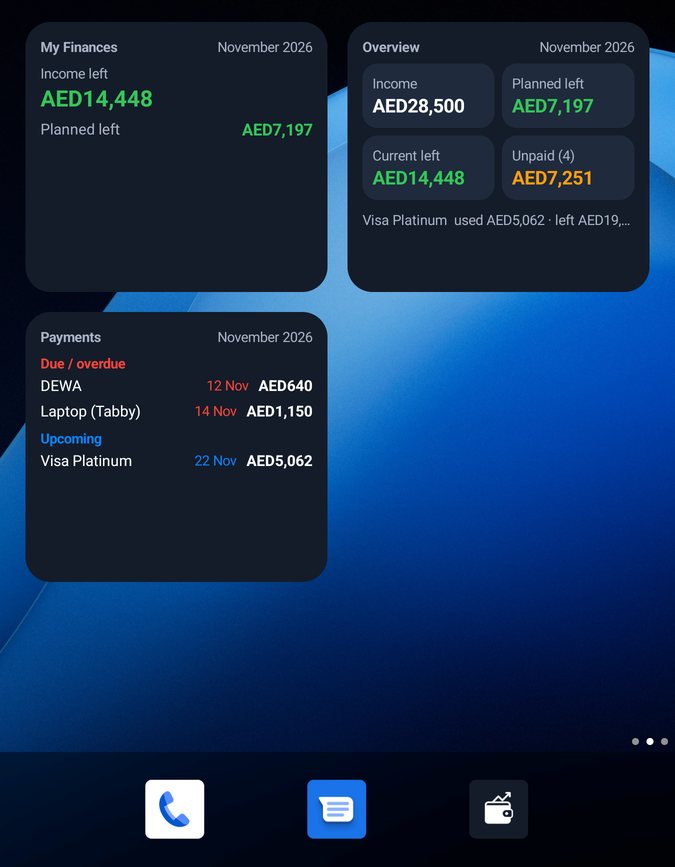 My Finances November 2026
Income left
AED14,448
Planned left AED7,197
Overview November 2026
Income Planned left
AED28,500 AED7,197
Current left Unpaid (4)
AED14,448 AED7,251
Visa Platinum used AED5,062 · left AED19,...
Payments November 2026
Due / overdue
DEWA 12 Nov AED640
Laptop (Tabby) 14 Nov AED1,150
Upcoming
Visa Platinum 22 Nov AED5,062